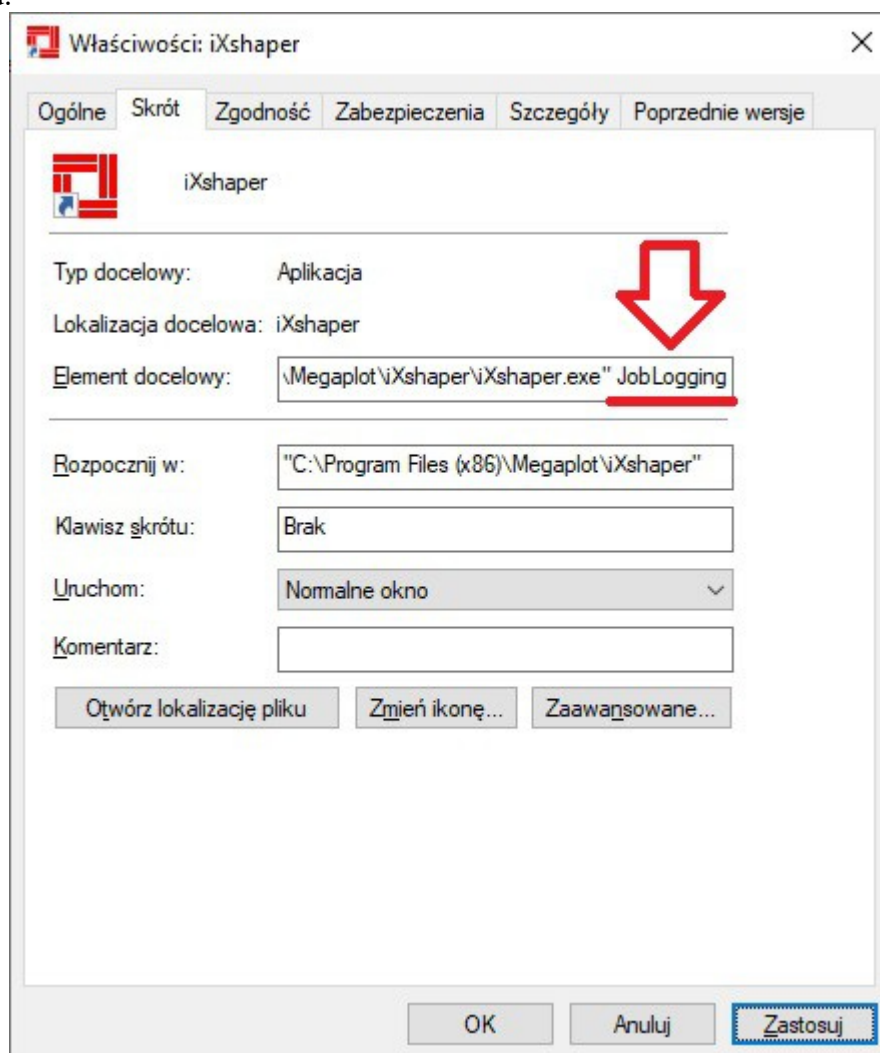 Właściwości: iXshaper
Ogólne Skrót Zgodność Zabezpieczenia Szczegóły Poprzednie wersje
iXshaper
Typ docelowy: Aplikacja
Lokalizacja docelowa: iXshaper
Element docelowy: \Megaplot\iXshaper\iXshaper.exe" JobLogging
Rozpocznij w: "C:\Program Files (x86)\Megaplot\iXshaper"
Klawisz skrótu: Brak
Uruchom: Normalne okno
Komentarz:
Otwórz lokalizację pliku Zmień ikonę... Zaawansowane...
OK Anuluj Zastosuj